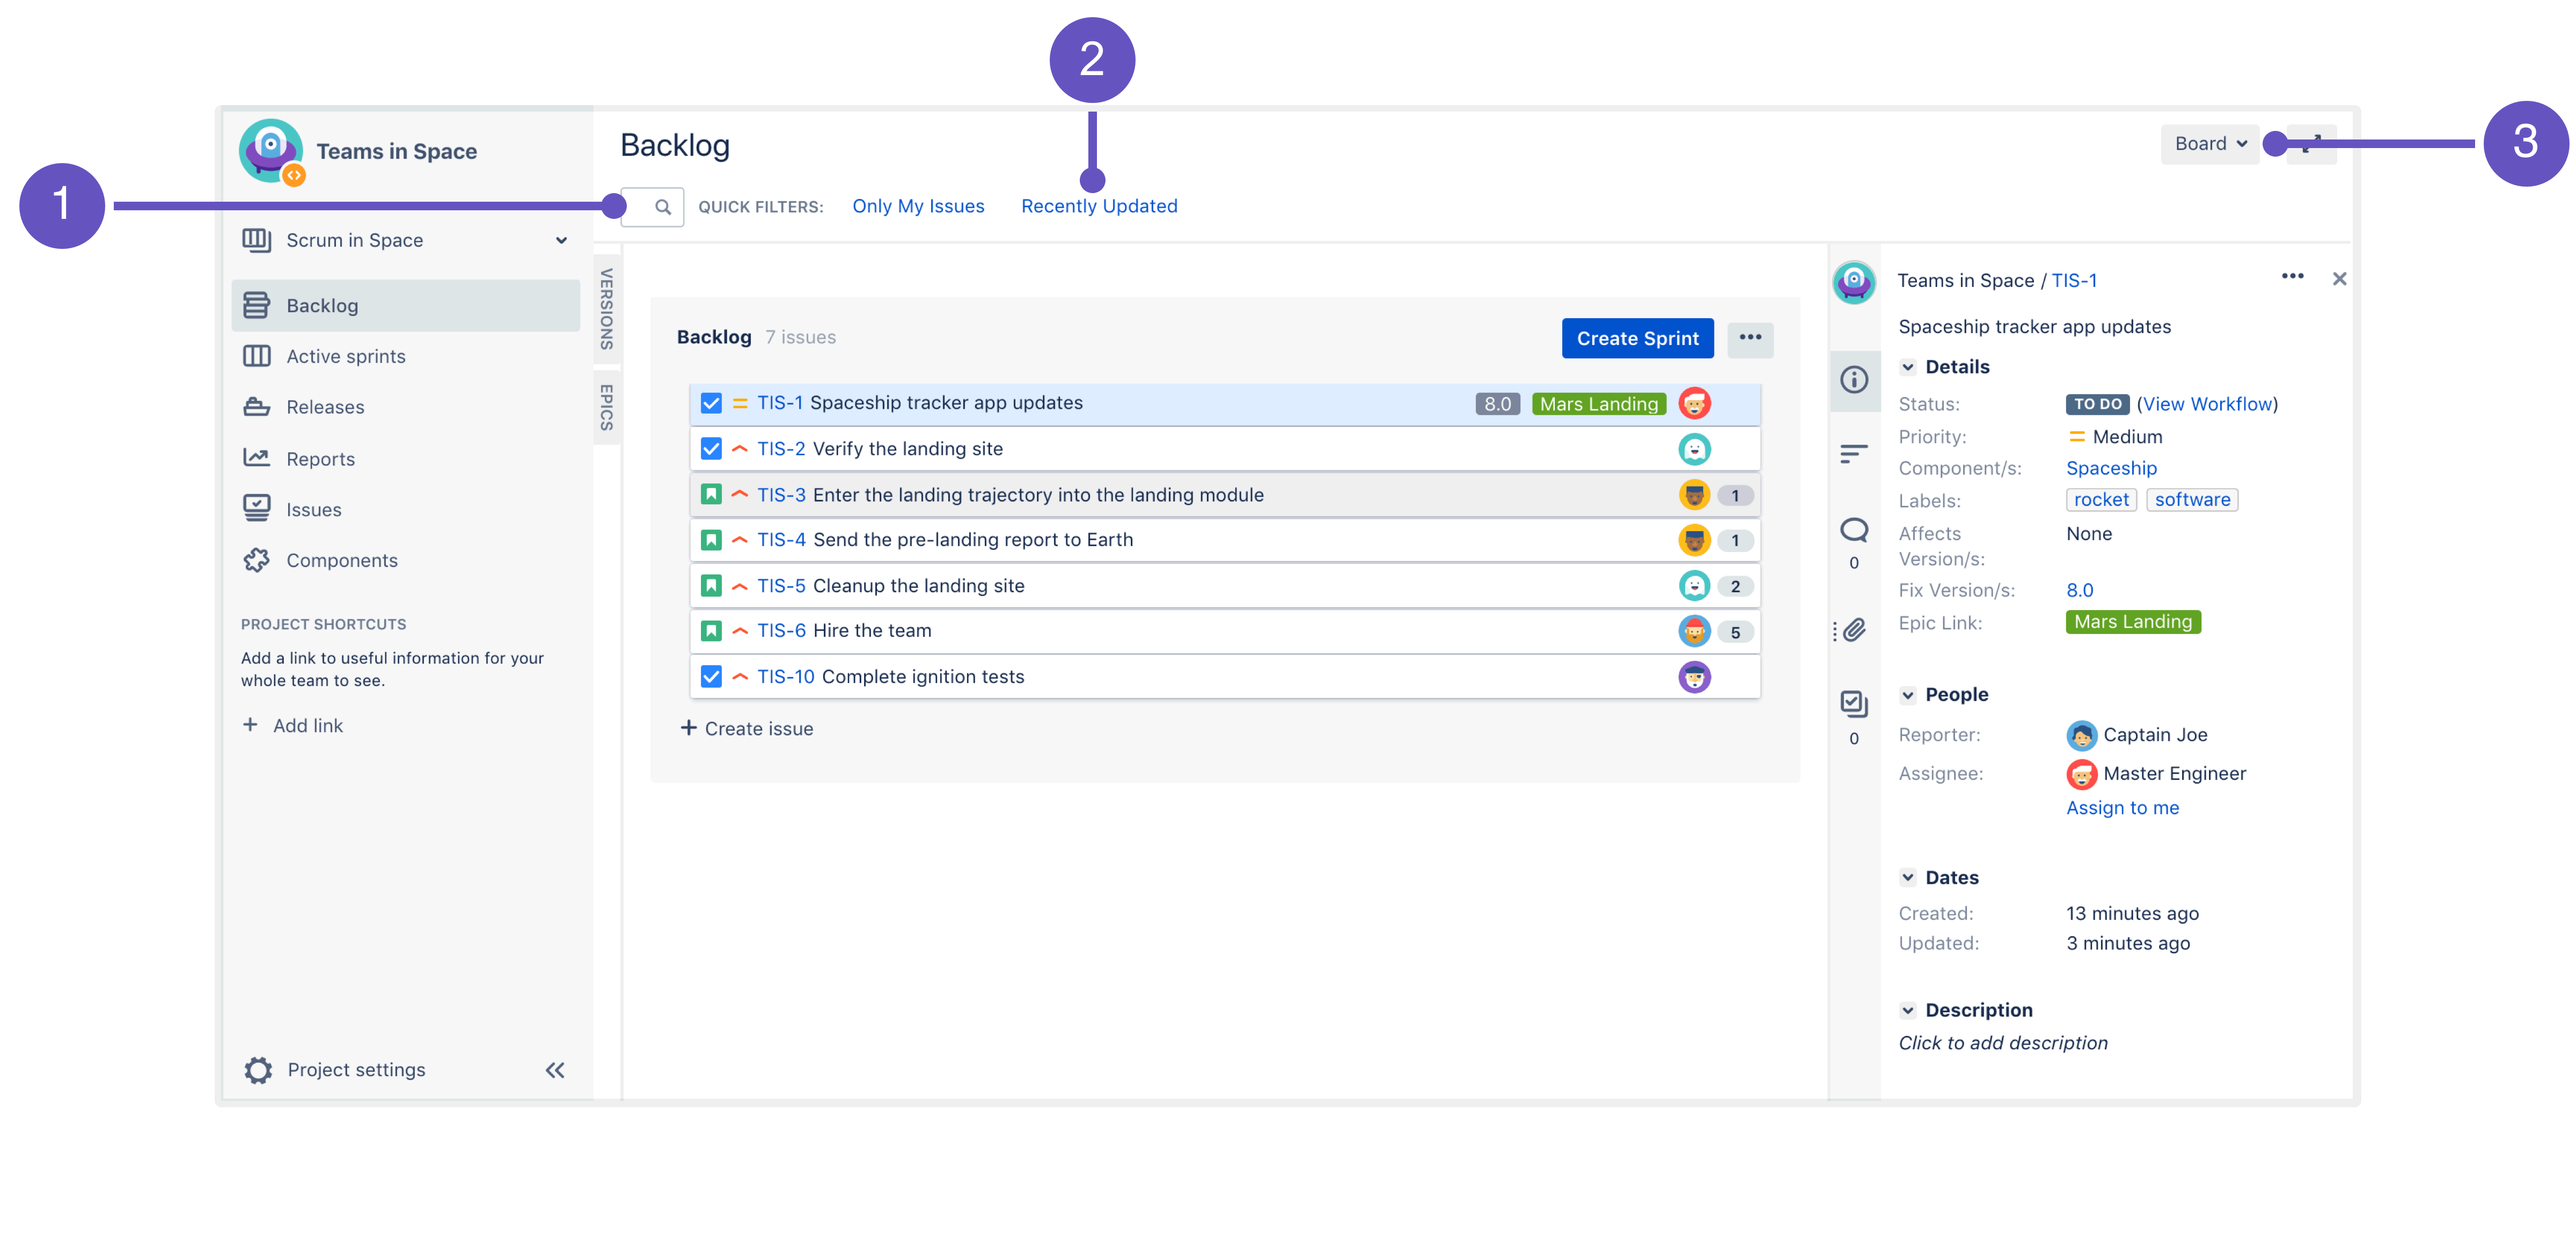 2
3
1
Teams in Space
Scrum in Space
Backlog
Active sprints
Releases
Reports
Issues
Components
PROJECT SHORTCUTS
Add a link to useful information for your
whole team to see.
+ Add link
Project settings
Backlog
Board
QUICK FILTERS: Only My Issues Recently Updated
VERSIONS
EPICS
Backlog 7 issues
Create Sprint
TIS-1 Spaceship tracker app updates 8.0 Mars Landing
TIS-2 Verify the landing site
TIS-3 Enter the landing trajectory into the landing module 1
TIS-4 Send the pre-landing report to Earth 1
TIS-5 Cleanup the landing site 2
TIS-6 Hire the team 5
TIS-10 Complete ignition tests
+ Create issue
0
0
Teams in Space / TIS-1
Spaceship tracker app updates
Details
Status: TO DO (View Workflow)
Priority: Medium
Component/s: Spaceship
Labels: rocket software
Affects None
Version/s:
Fix Version/s: 8.0
Epic Link: Mars Landing
People
Reporter: Captain Joe
Assignee: Master Engineer
Assign to me
Dates
Created: 13 minutes ago
Updated: 3 minutes ago
Description
Click to add description